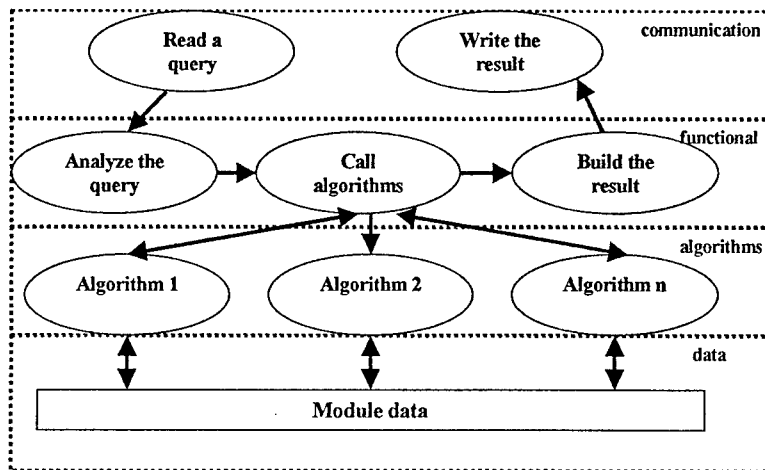 Read a
query
Write the
result
communication
functional
Analyze the
query
Call
algorithms
Build the
result
algorithms
Algorithm 1
Algorithm 2
Algorithm n
data
Module data